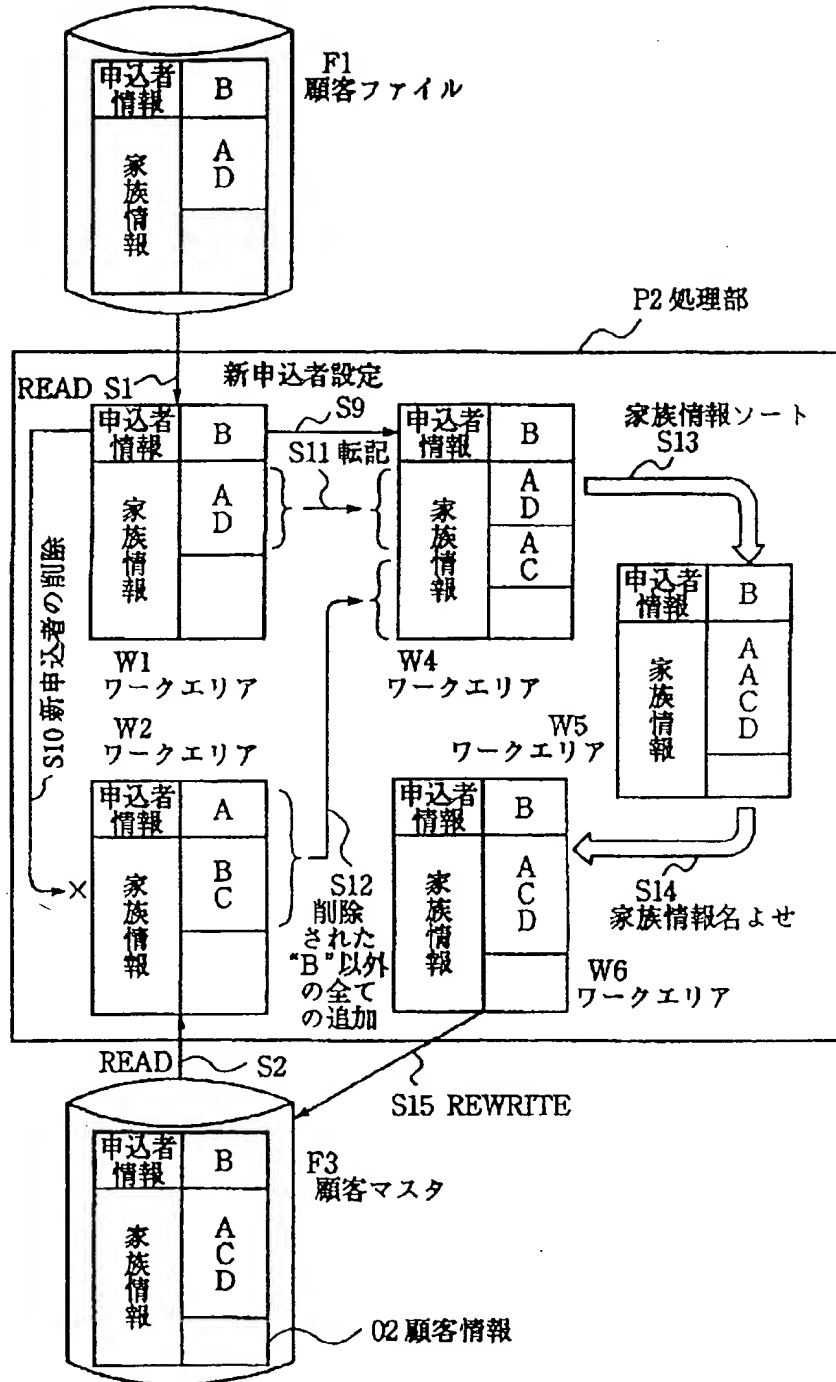 F1
顧客ファイル
申込者
情報
B
家族情報
A
D
P2 処理部
READ S1
新申込者設定
S9
S11 転記
申込者
情報
B
家族情報
A
D
W1
ワークエリア
申込者
情報
B
家族情報
A
D
A
C
W4
ワークエリア
家族情報ソート
S13
申込者
情報
B
家族情報
A
A
C
D
W5
ワークエリア
S10 新申込者の削除
×
W2
ワークエリア
申込者
情報
A
家族情報
B
C
S12
削除
された
“B”以外
の全て
の追加
申込者
情報
B
家族情報
A
C
D
S14
家族情報名よせ
W6
ワークエリア
READ
S2
S15 REWRITE
F3
顧客マスタ
申込者
情報
B
家族情報
A
C
D
02 顧客情報